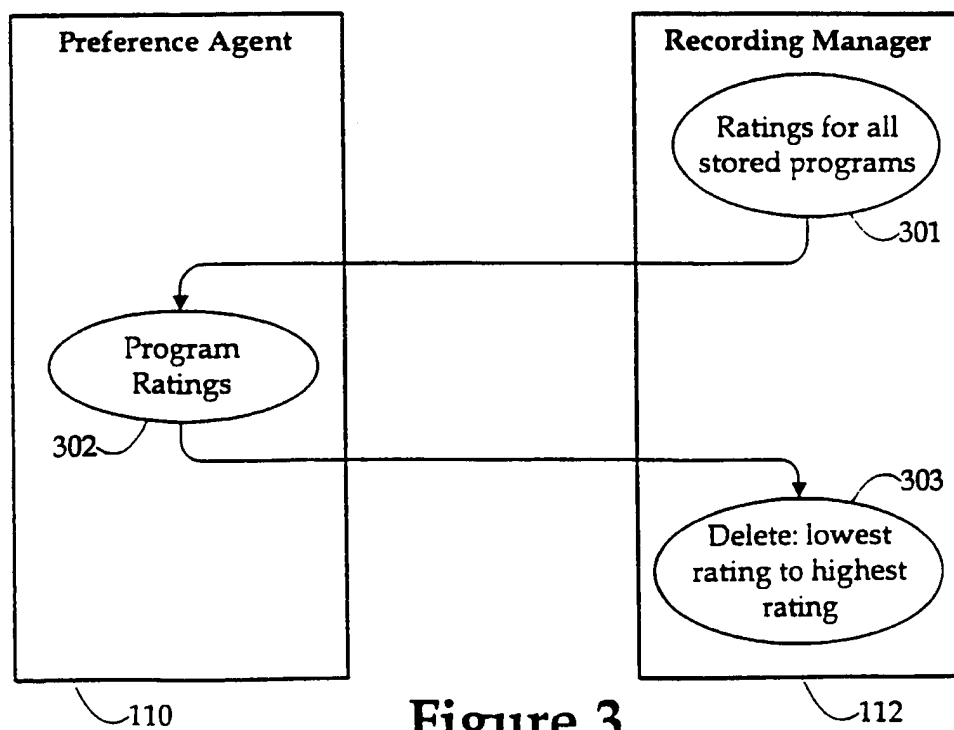 Preference Agent
Recording Manager
Ratings for all
stored programs
301
Program
Ratings
302
303
Delete: lowest
rating to highest
rating
110
112
Figure 3